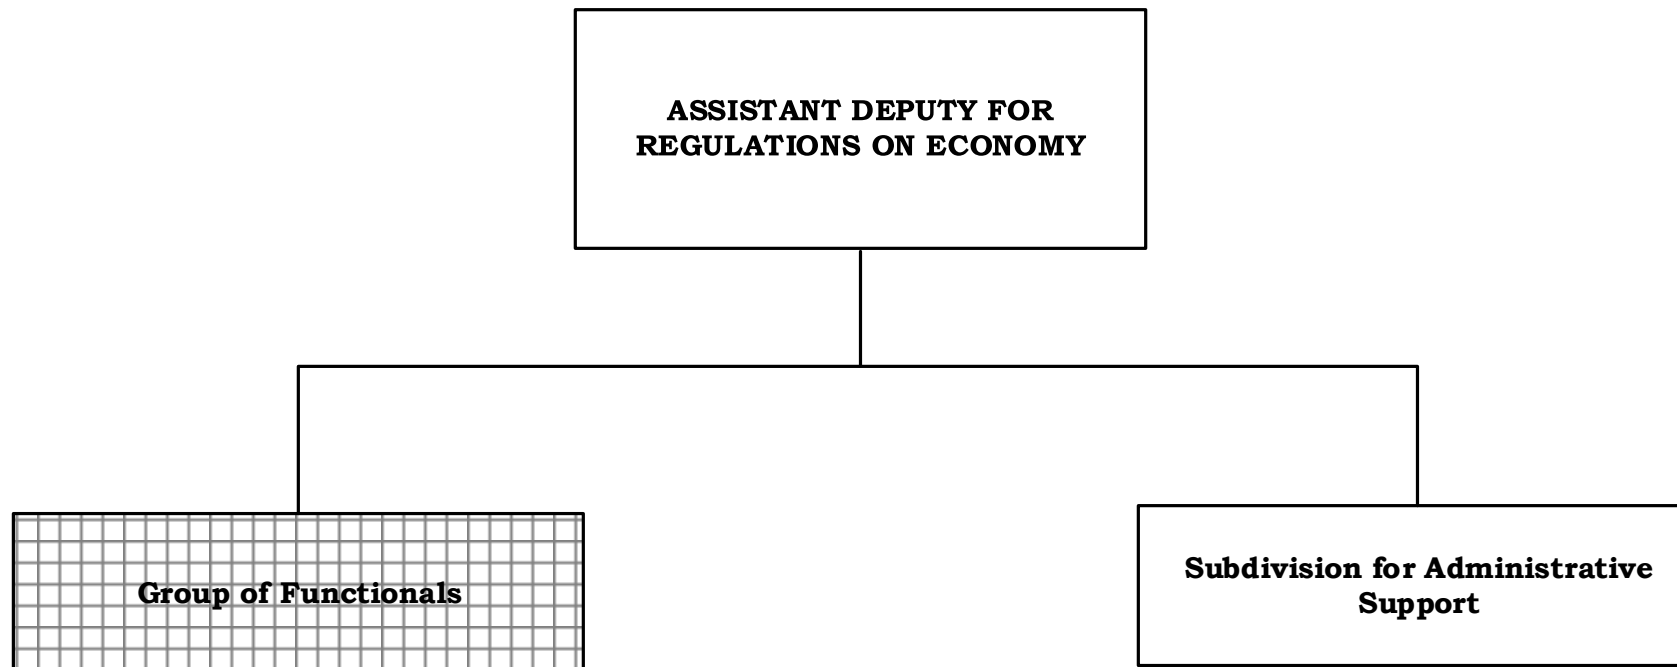 ASSISTANT DEPUTY FOR
REGULATIONS ON ECONOMY
Group of Functionals
Subdivision for Administrative
Support